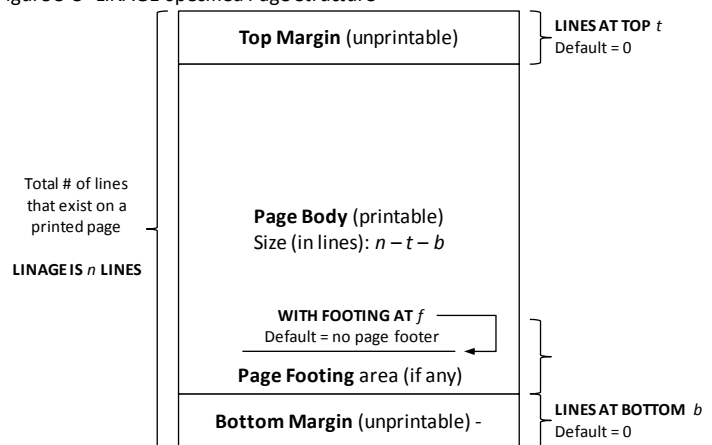 Top Margin (unprintable)
LINES AT TOP t
Default = 0
Total # of lines
that exist on a
printed page
LINAGE IS n LINES
Page Body (printable)
Size (in lines): n – t – b
WITH FOOTING AT f
Default = no page footer
Page Footing area (if any)
Bottom Margin (unprintable) -
LINES AT BOTTOM b
Default = 0